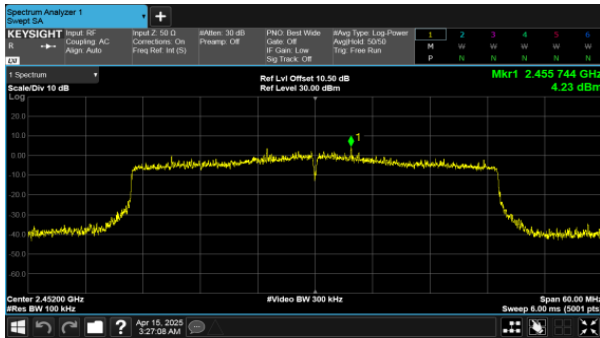 Spectrum Analyzer 1
Swept SA
+
KEYSIGHT
R
LXI
Input: RF
Coupling: AC
Align: Auto
Input Z: 50 Ω
Corrections: On
Freq Ref: Int (S)
#Atten: 30 dB
Preamp: Off
PNO: Best Wide
Gate: Off
IF Gain: Low
Sig Track: Off
#Avg Type: Log-Power
Avg|Hold: 50/50
Trig: Free Run
1 2 3 4 5 6
M W W W W W
P N N N N N
1 Spectrum
Scale/Div 10 dB
Log
Ref Lvl Offset 10.50 dB
Ref Level 30.00 dBm
Mkr1 2.455 744 GHz
4.23 dBm
20.0
10.0
0.00
-10.0
-20.0
-30.0
-40.0
-50.0
-60.0
1
Center 2.45200 GHz
#Res BW 100 kHz
#Video BW 300 kHz
Span 60.00 MHz
Sweep 6.00 ms (5001 pts)
?
Apr 15, 2025
3:27:08 AM